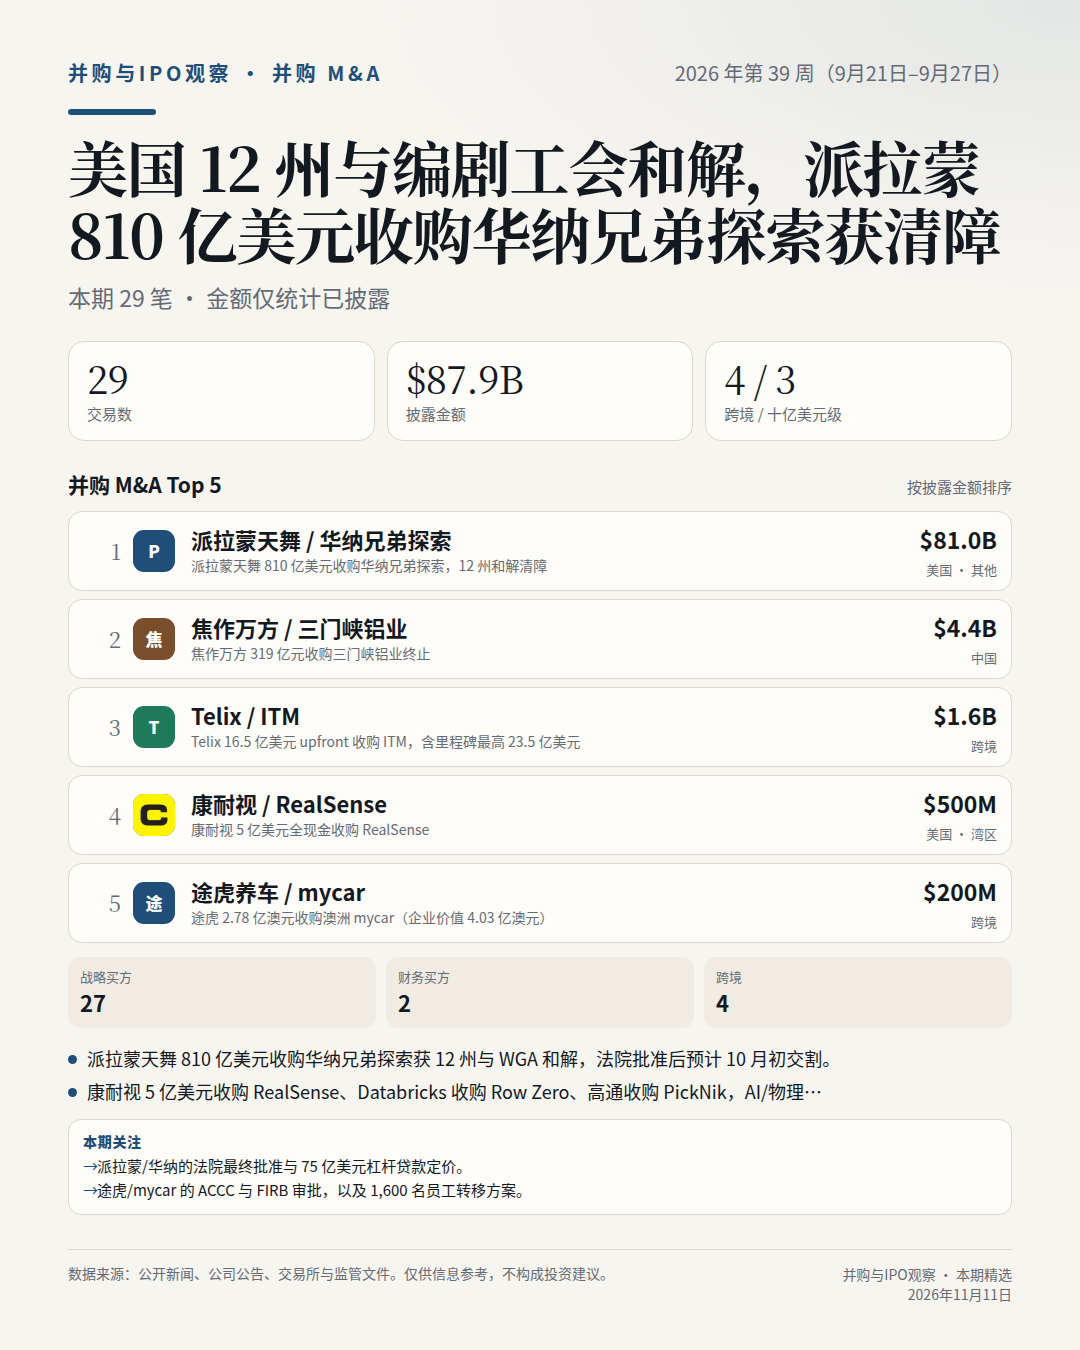 并购与IPO观察 · 并购 M&A
2026 年第 39 周（9月21日–9月27日）
美国 12 州与编剧工会和解，派拉蒙
810 亿美元收购华纳兄弟探索获清障
本期 29 笔 · 金额仅统计已披露
29
交易数
$87.9B
披露金额
4 / 3
跨境 / 十亿美元级
并购 M&A Top 5
按披露金额排序
1
P
派拉蒙天舞 / 华纳兄弟探索
派拉蒙天舞 810 亿美元收购华纳兄弟探索，12 州和解清障
$81.0B
美国 · 其他
2
焦
焦作万方 / 三门峡铝业
焦作万方 319 亿元收购三门峡铝业终止
$4.4B
中国
3
T
Telix / ITM
Telix 16.5 亿美元 upfront 收购 ITM，含里程碑最高 23.5 亿美元
$1.6B
跨境
4
C
康耐视 / RealSense
康耐视 5 亿美元全现金收购 RealSense
$500M
美国 · 湾区
5
途
途虎养车 / mycar
途虎 2.78 亿澳元收购澳洲 mycar（企业价值 4.03 亿澳元）
$200M
跨境
战略买方
27
财务买方
2
跨境
4
派拉蒙天舞 810 亿美元收购华纳兄弟探索获 12 州与 WGA 和解，法院批准后预计 10 月初交割。
康耐视 5 亿美元收购 RealSense、Databricks 收购 Row Zero、高通收购 PickNik，AI/物理…
本期关注
→派拉蒙/华纳的法院最终批准与 75 亿美元杠杆贷款定价。
→途虎/mycar 的 ACCC 与 FIRB 审批，以及 1,600 名员工转移方案。
数据来源：公开新闻、公司公告、交易所与监管文件。仅供信息参考，不构成投资建议。
并购与IPO观察 · 本期精选
2026年11月11日